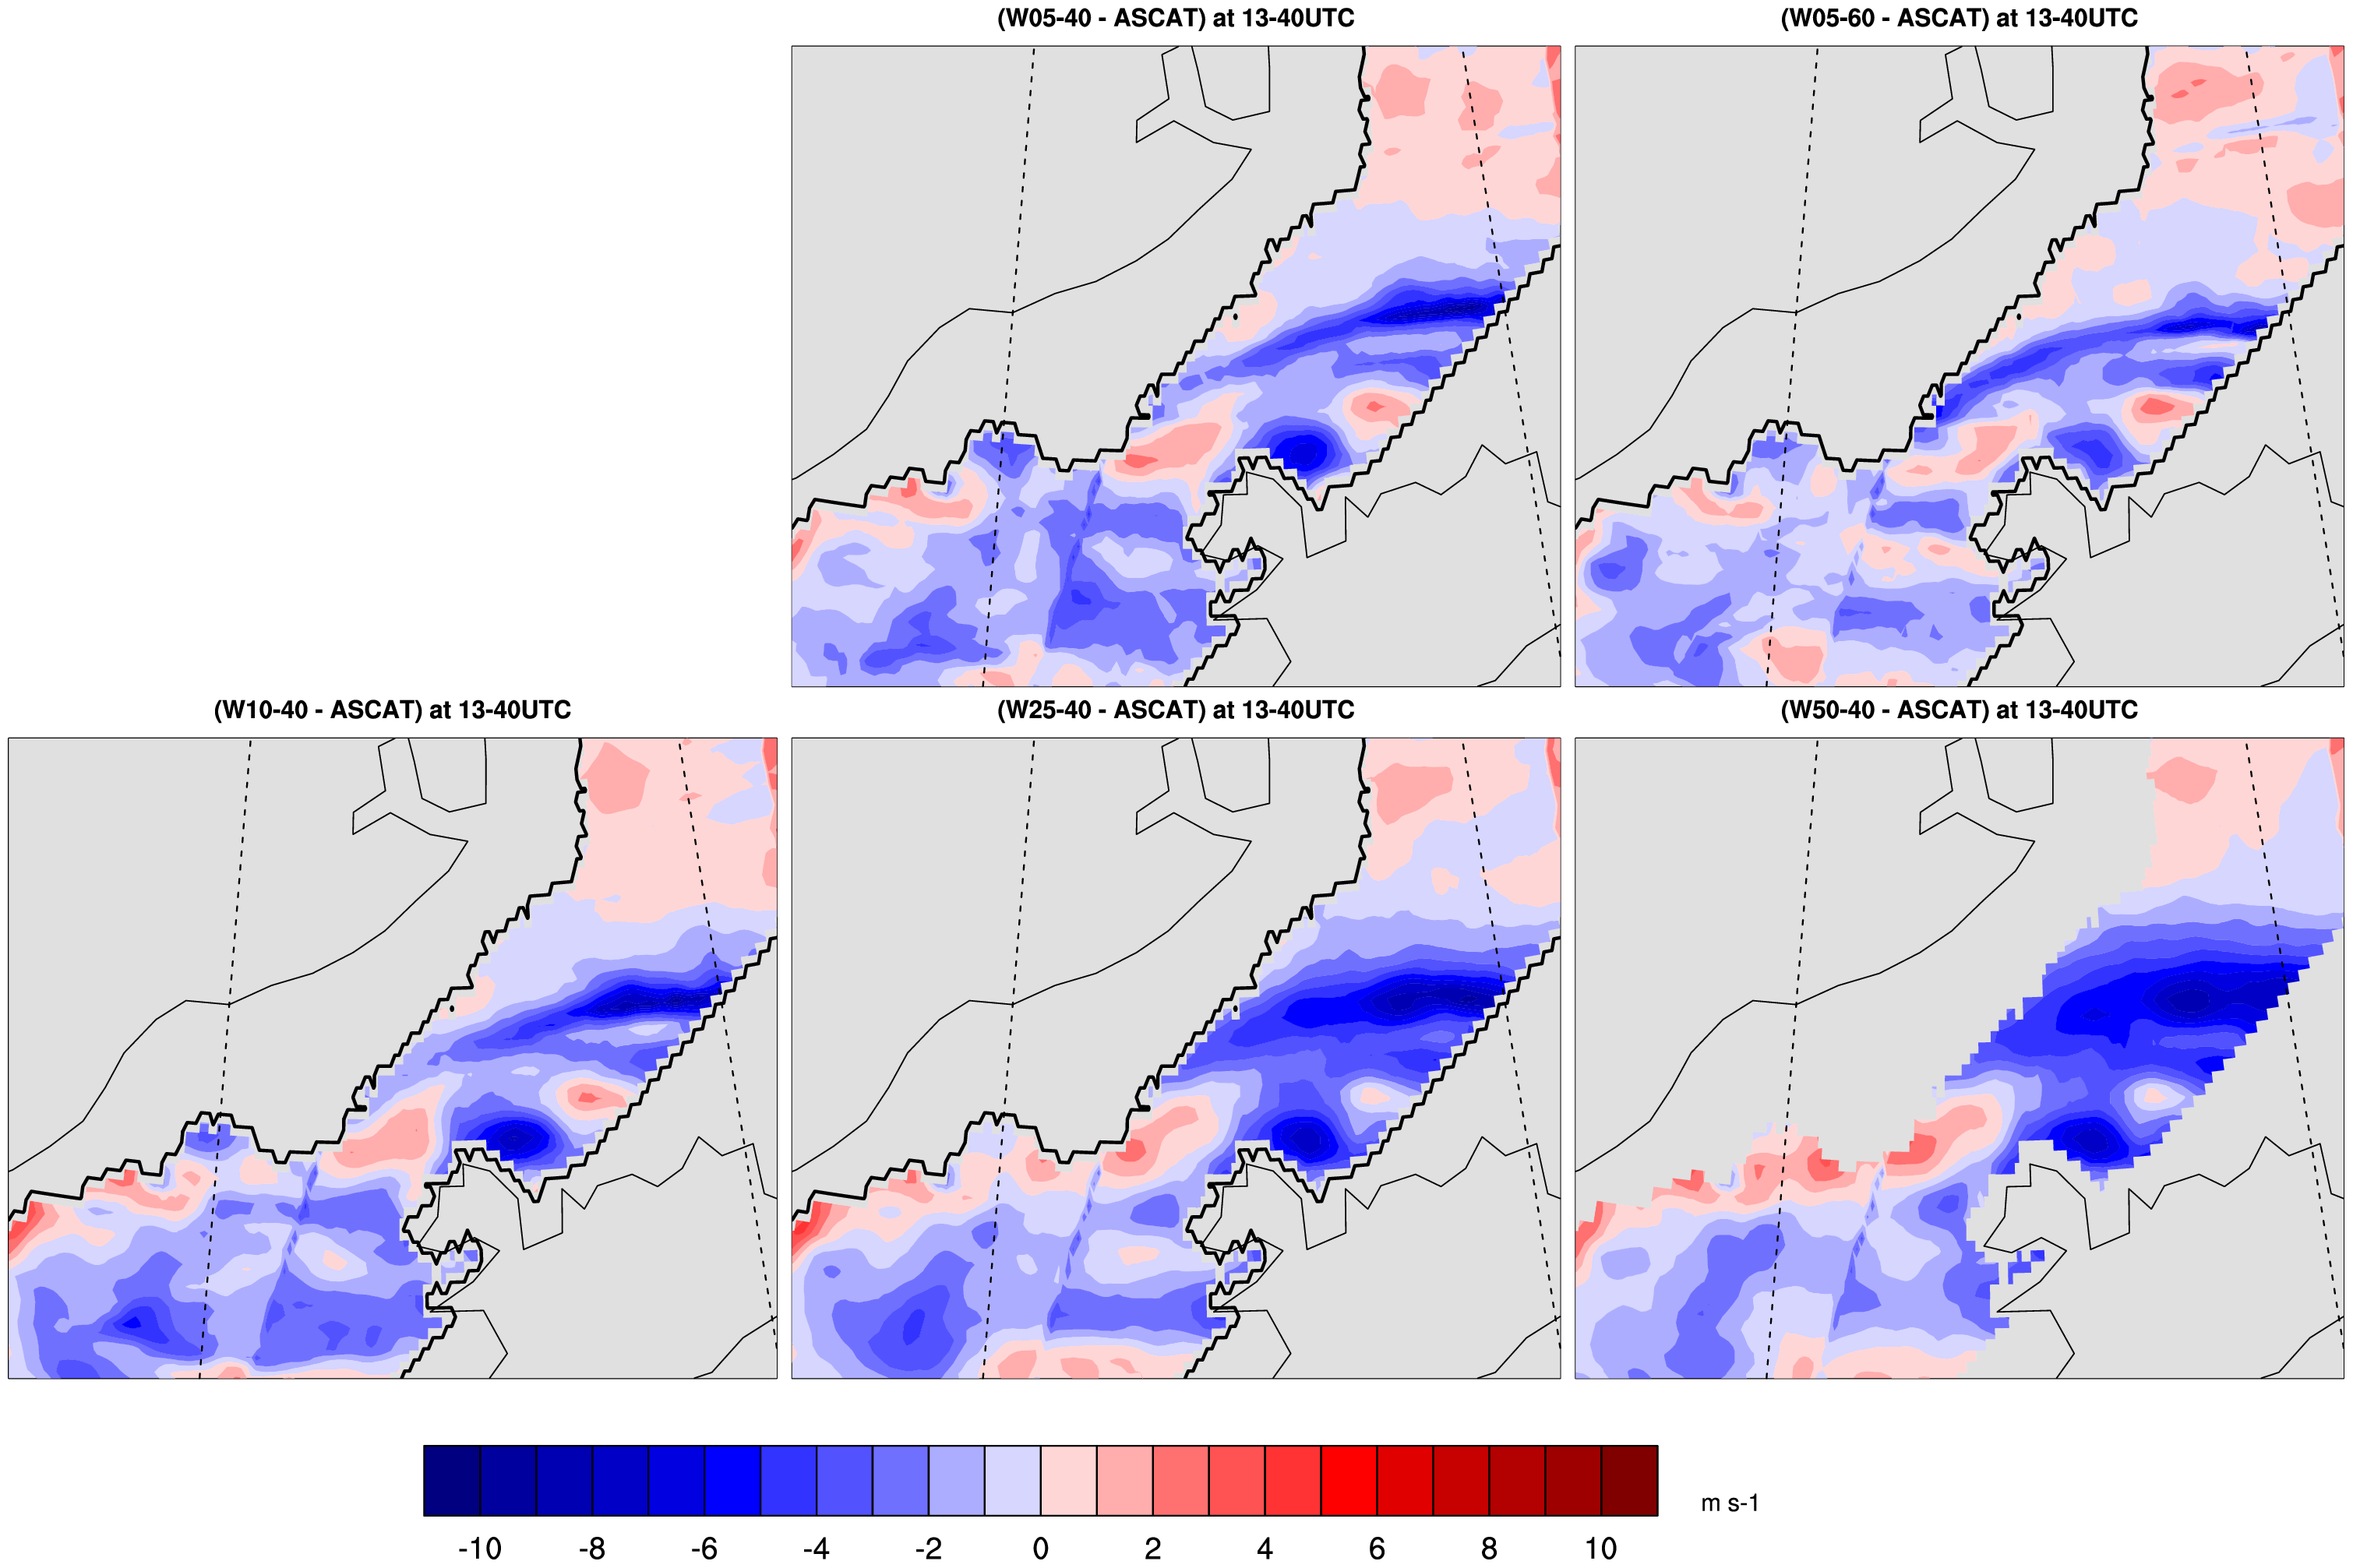 (W05-40 - ASCAT) at 13-40UTC
(W05-60 - ASCAT) at 13-40UTC
(W10-40 - ASCAT) at 13-40UTC
(W25-40 - ASCAT) at 13-40UTC
(W50-40 - ASCAT) at 13-40UTC
m s-1
-10 -8 -6 -4 -2 0 2 4 6 8 10